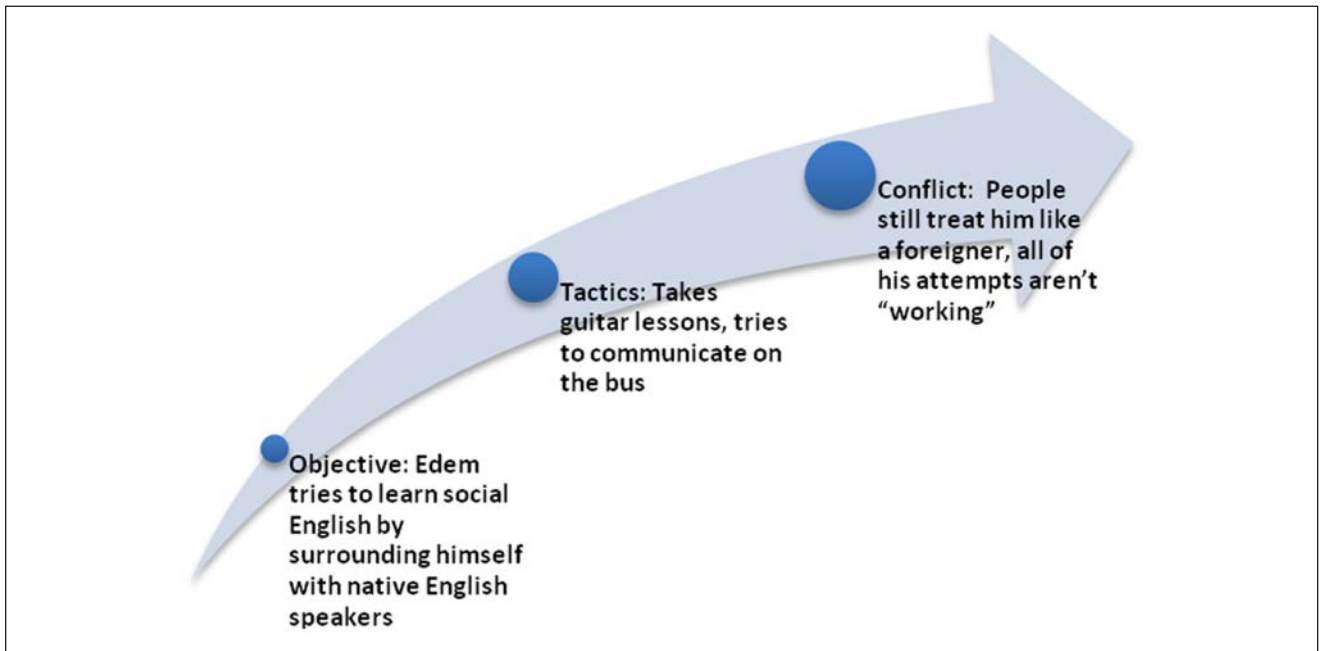 Conflict:  People
still treat him like
a foreigner, all of
his attempts aren't
“working”
Tactics: Takes
guitar lessons, tries
to communicate on
the bus
Objective: Edem
tries to learn social
English by
surrounding himself
with native English
speakers